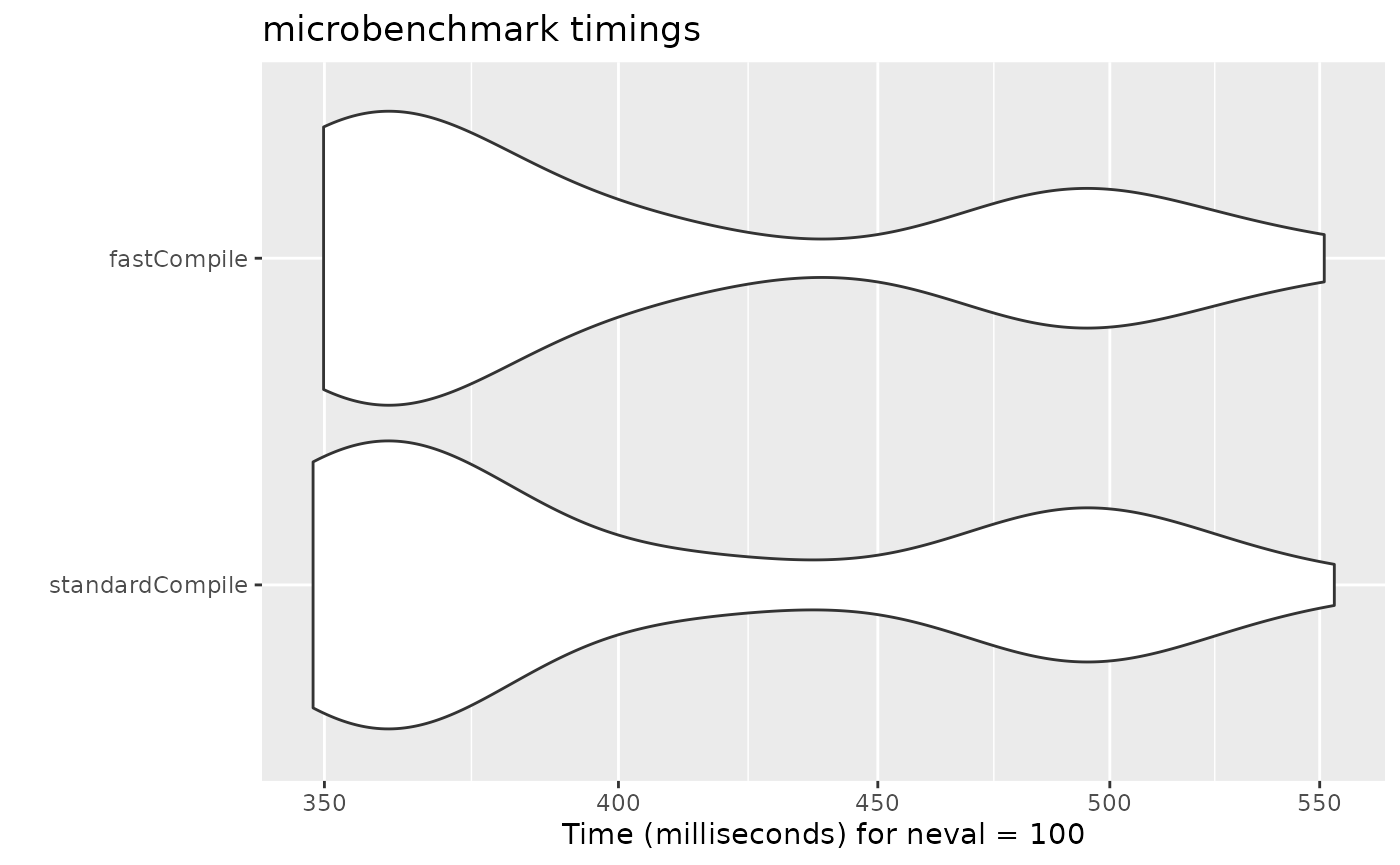 microbenchmark timings
fastCompile
standardCompile
350 400 450 500 550
Time (milliseconds) for neval = 100